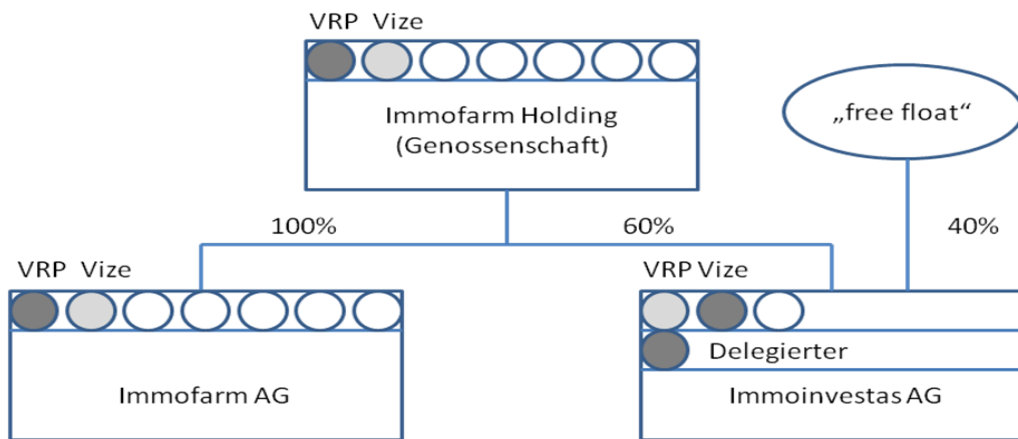 VRP Vize
Immofarm Holding
(Genossenschaft)
„free float“
100%
60%
40%
VRP Vize
VRP Vize
Delegierter
Immofarm AG
Immoinvestas AG